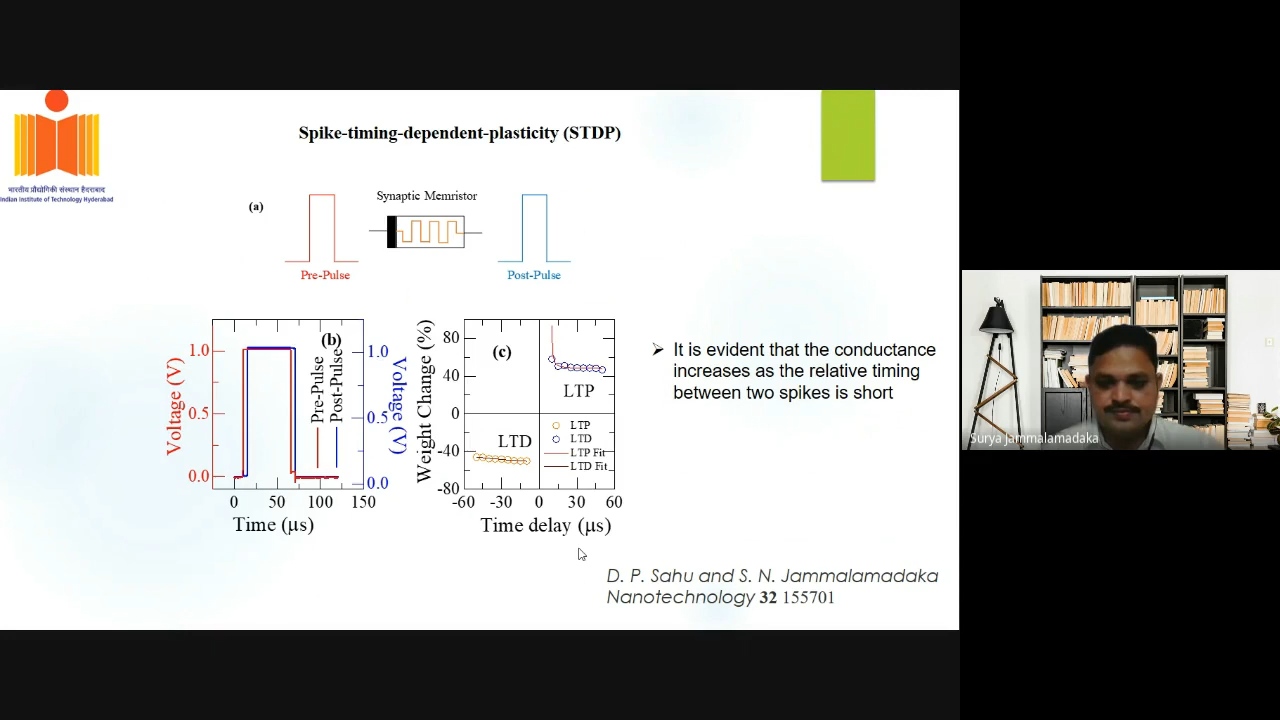 भारतीय प्रौद्योगिकी संस्थान हैदराबाद
Indian Institute of Technology Hyderabad
Spike-timing-dependent-plasticity (STDP)
(a)
Synaptic Memristor
Pre-Pulse
Post-Pulse
(b)
Voltage (V)
1.0
0.5
0.0
Pre-Pulse
Post-Pulse
1.0
0.5
0.0
Voltage (V)
0 50 100 150
Time (μs)
(c)
Weight Change (%)
80
40
0
-40
-80
LTP
LTD
LTP
LTD
LTP Fit
LTD Fit
-60 -30 0 30 60
Time delay (μs)
➢ It is evident that the conductance
increases as the relative timing
between two spikes is short
D. P. Sahu and S. N. Jammalamadaka
Nanotechnology 32 155701
Surya Jammalamadaka